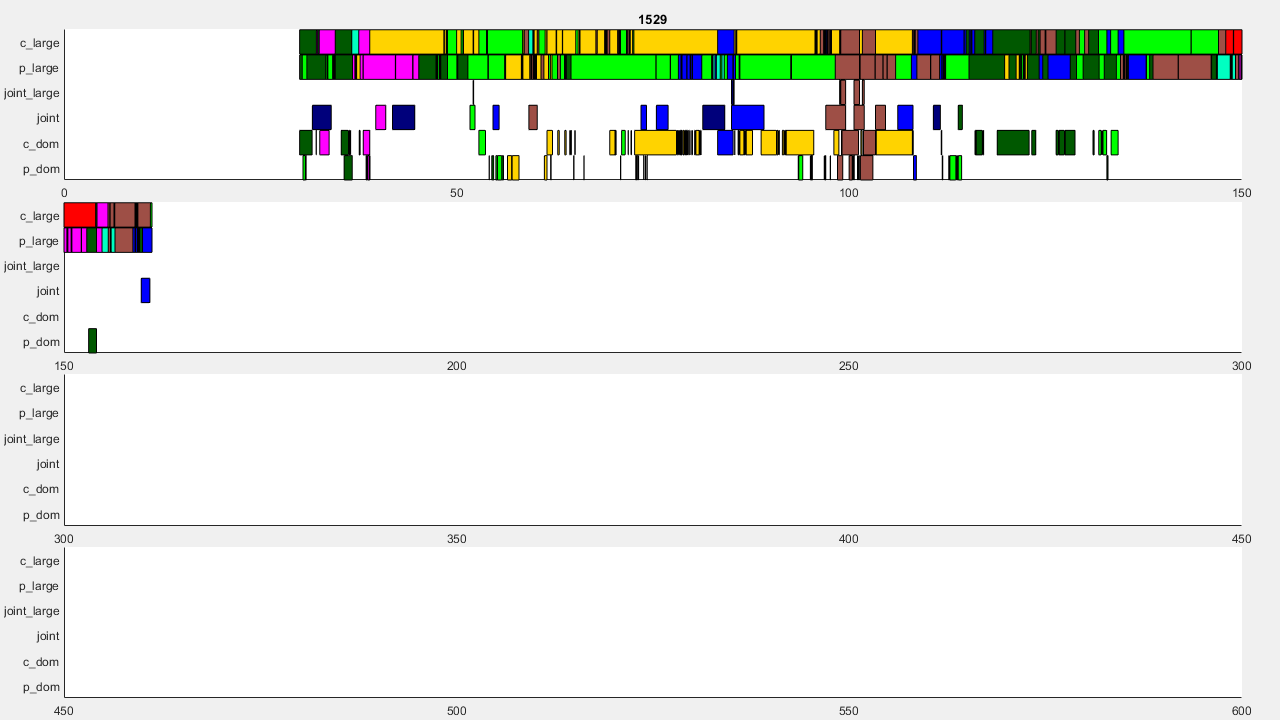 1529
c_large
p_large
joint_large
joint
c_dom
p_dom
0 50 100 150
c_large
p_large
joint_large
joint
c_dom
p_dom
150 200 250 300
c_large
p_large
joint_large
joint
c_dom
p_dom
300 350 400 450
c_large
p_large
joint_large
joint
c_dom
p_dom
450 500 550 600